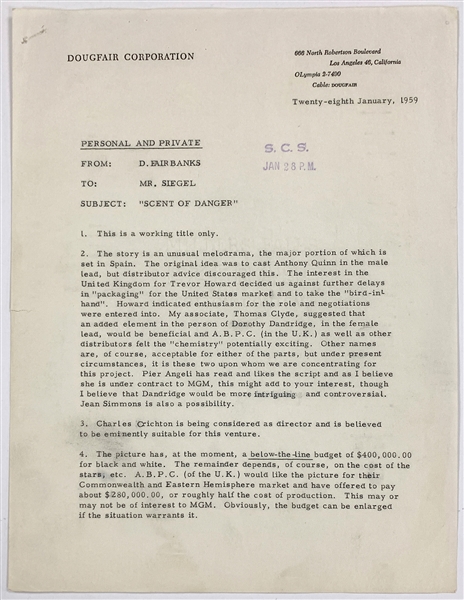 DOUGFAIR CORPORATION
666 North Robertson Boulevard
Los Angeles 46, California
OLympia 2-7490
Cable: DOUGFAIR
Twenty-eighth January, 1959
PERSONAL AND PRIVATE
S. C. S.
JAN 28 P.M.
FROM: D. FAIRBANKS
TO: MR. SIEGEL
SUBJECT: "SCENT OF DANGER"
1. This is a working title only.
2. The story is an unusual melodrama, the major portion of which is
set in Spain. The original idea was to cast Anthony Quinn in the male
lead, but distributor advice discouraged this. The interest in the
United Kingdom for Trevor Howard decided us against further delays
in "packaging" for the United States market and to take the "bird-in-
hand". Howard indicated enthusiasm for the role and negotiations
were entered into. My associate, Thomas Clyde, suggested that
an added element in the person of Dorothy Dandridge, in the female
lead, would be beneficial and A.B.P.C. (in the U.K.) as well as other
distributors felt the "chemistry" potentially exciting. Other names
are, of course, acceptable for either of the parts, but under present
circumstances, it is these two upon whom we are concentrating for
this project. Pier Angeli has read and likes the script and as I believe
she is under contract to MGM, this might add to your interest, though
I believe that Dandridge would be more intriguing and controversial.
Jean Simmons is also a possibility.
3. Charles Crichton is being considered as director and is believed
to be eminently suitable for this venture.
4. The picture has, at the moment, a below-the-line budget of $400,000.00
for black and white. The remainder depends, of course, on the cost of the
stars, etc. A.B.P.C. (of the U.K.) would like the picture for their
Commonwealth and Eastern Hemisphere market and have offered to pay
about $280,000.00, or roughly half the cost of production. This may or
may not be of interest to MGM. Obviously, the budget can be enlarged
if the situation warrants it.